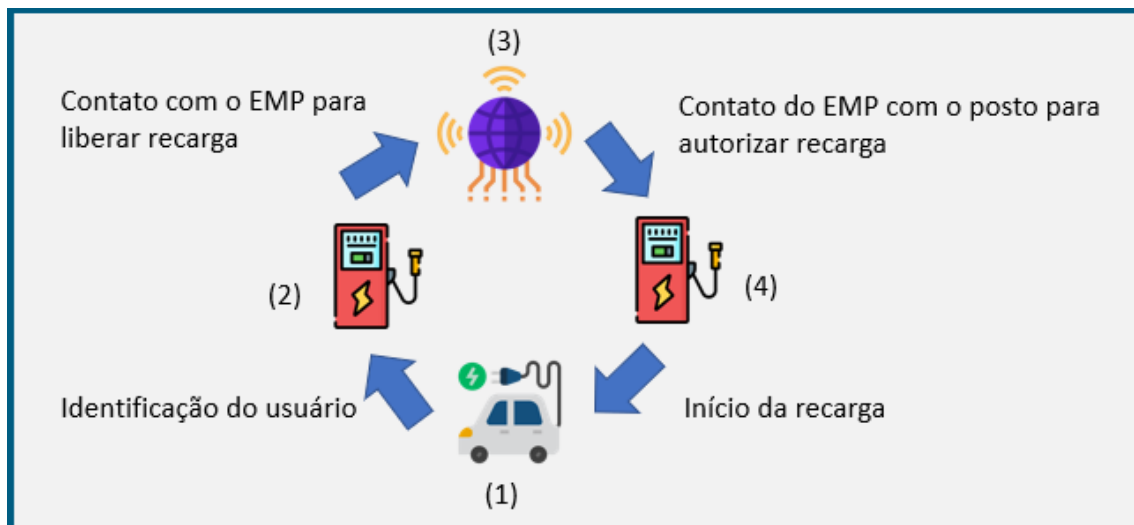 (3)
Contato com o EMP para
liberar recarga
Contato do EMP com o posto para
autorizar recarga
(2)
(4)
Identificação do usuário
Início da recarga
(1)